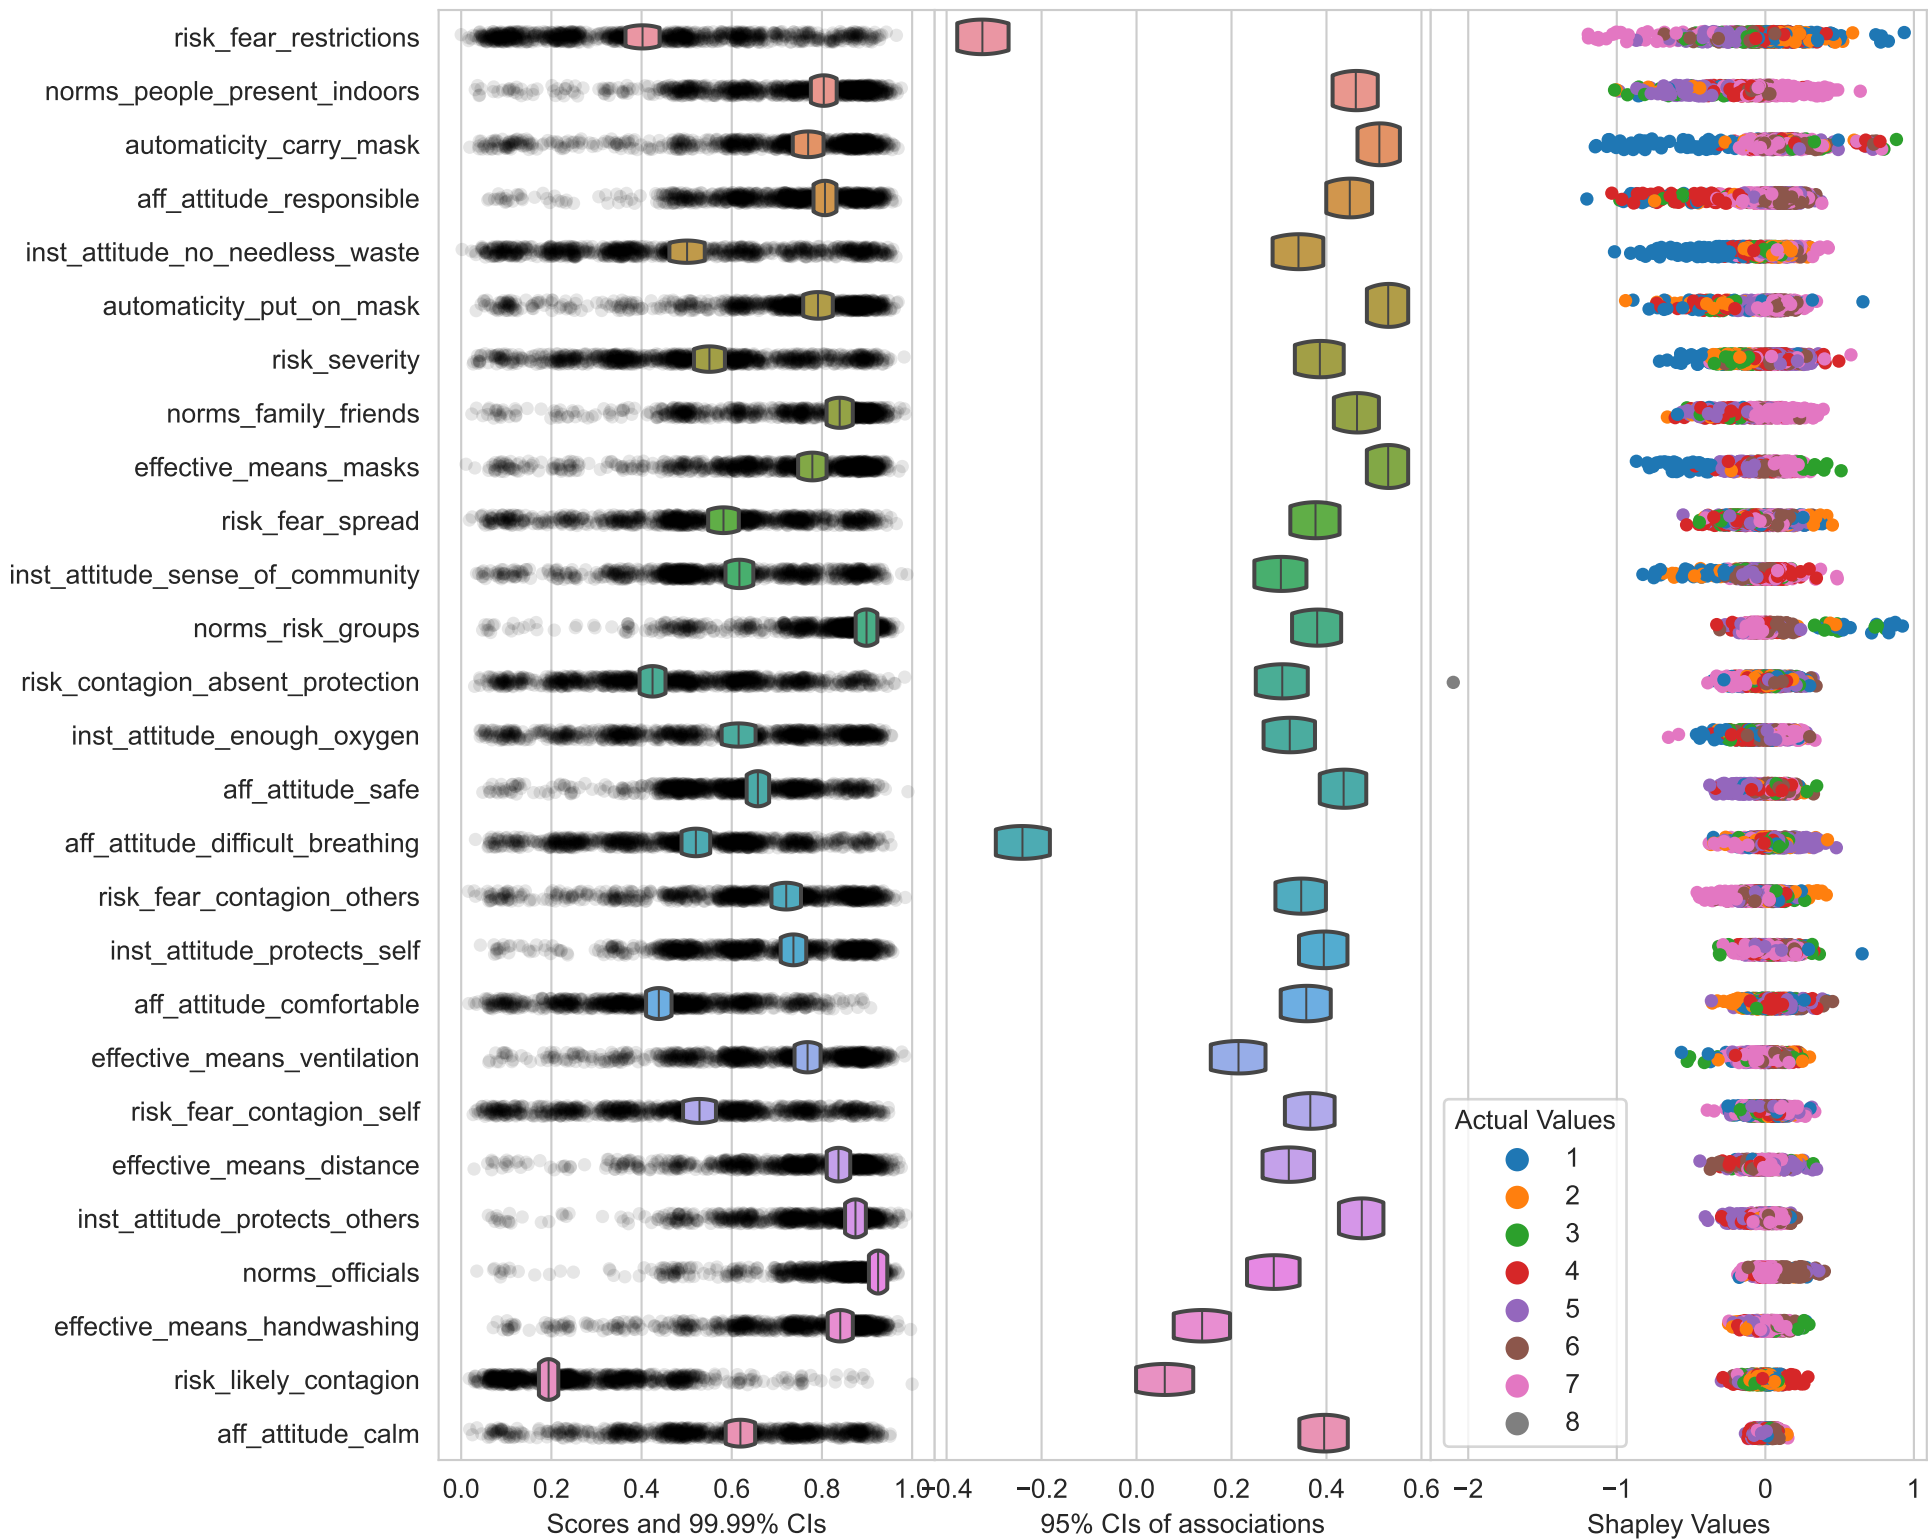 risk_fear_restrictions
norms_people_present_indoors
automaticity_carry_mask
aff_attitude_responsible
inst_attitude_no_needless_waste
automaticity_put_on_mask
risk_severity
norms_family_friends
effective_means_masks
risk_fear_spread
inst_attitude_sense_of_community
norms_risk_groups
risk_contagion_absent_protection
inst_attitude_enough_oxygen
aff_attitude_safe
aff_attitude_difficult_breathing
risk_fear_contagion_others
inst_attitude_protects_self
aff_attitude_comfortable
effective_means_ventilation
risk_fear_contagion_self
effective_means_distance
inst_attitude_protects_others
norms_officials
effective_means_handwashing
risk_likely_contagion
aff_attitude_calm
0.0 0.2 0.4 0.6 0.8 1.0
Scores and 99.99% CIs
−0.4 −0.2 0.0 0.2 0.4 0.6
95% CIs of associations
Actual Values
1
2
3
4
5
6
7
8
−2 −1 0 1
Shapley Values